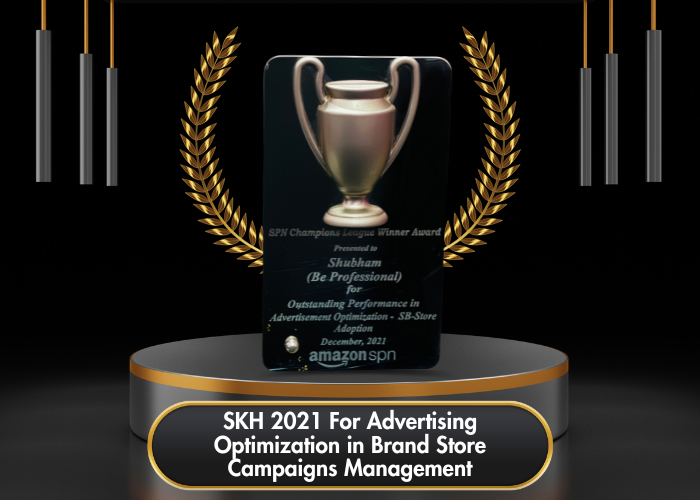 SPN Champions League Winner Award
Presented to
Shubham
(Be Professional)
for
Outstanding Performance in
Advertisement Optimization - SB-Store
Adoption
December, 2021
amazon spn
SKH 2021 For Advertising
Optimization in Brand Store
Campaigns Management